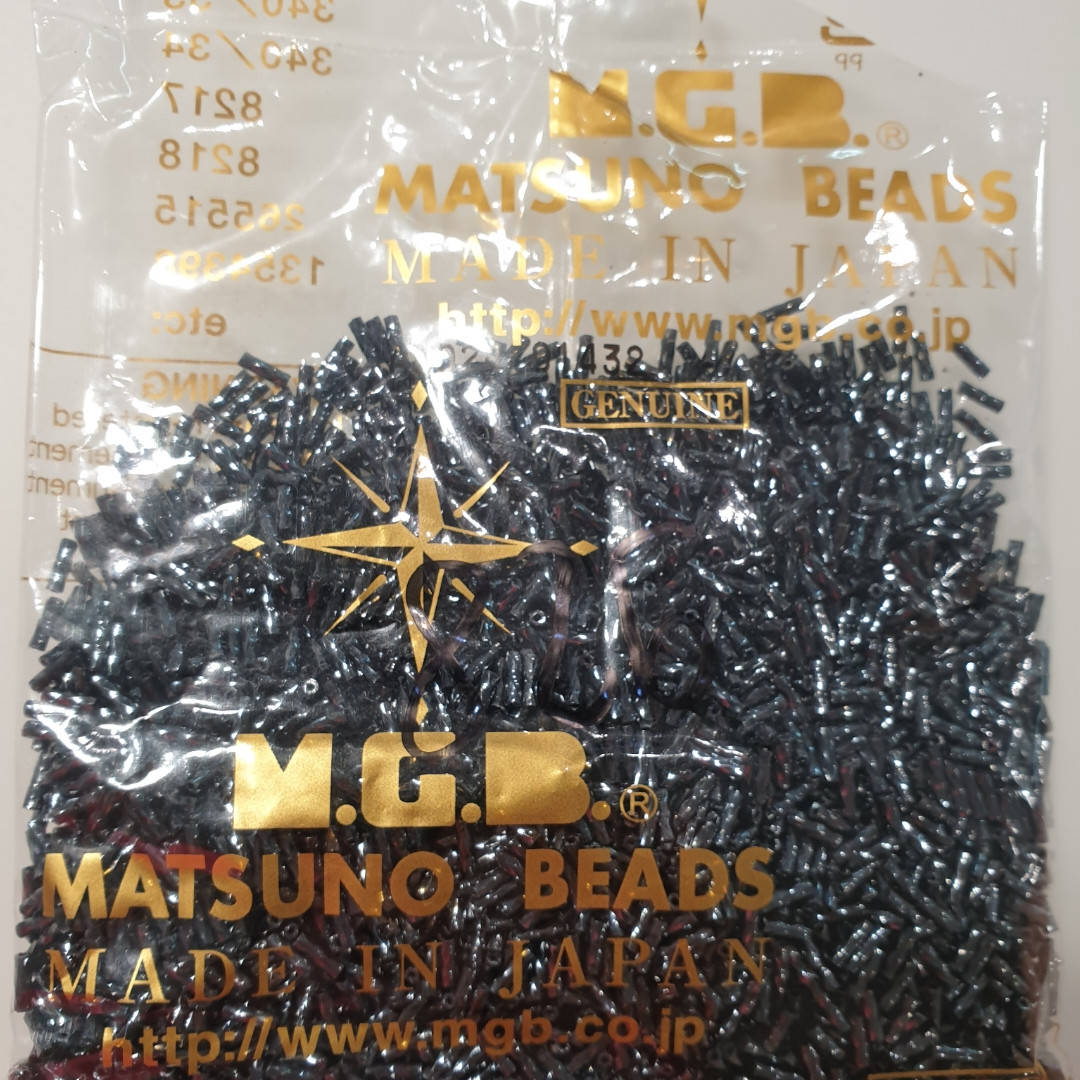 340/34
8217
8218
265515
etc.
PP
M.G.B.®
MATSUNO BEADS
MADE IN JAPAN
http://www.mgb.co.jp
GENUINE
M.G.B.®
MATSUNO BEADS
MADE IN JAPAN
http://www.mgb.co.jp